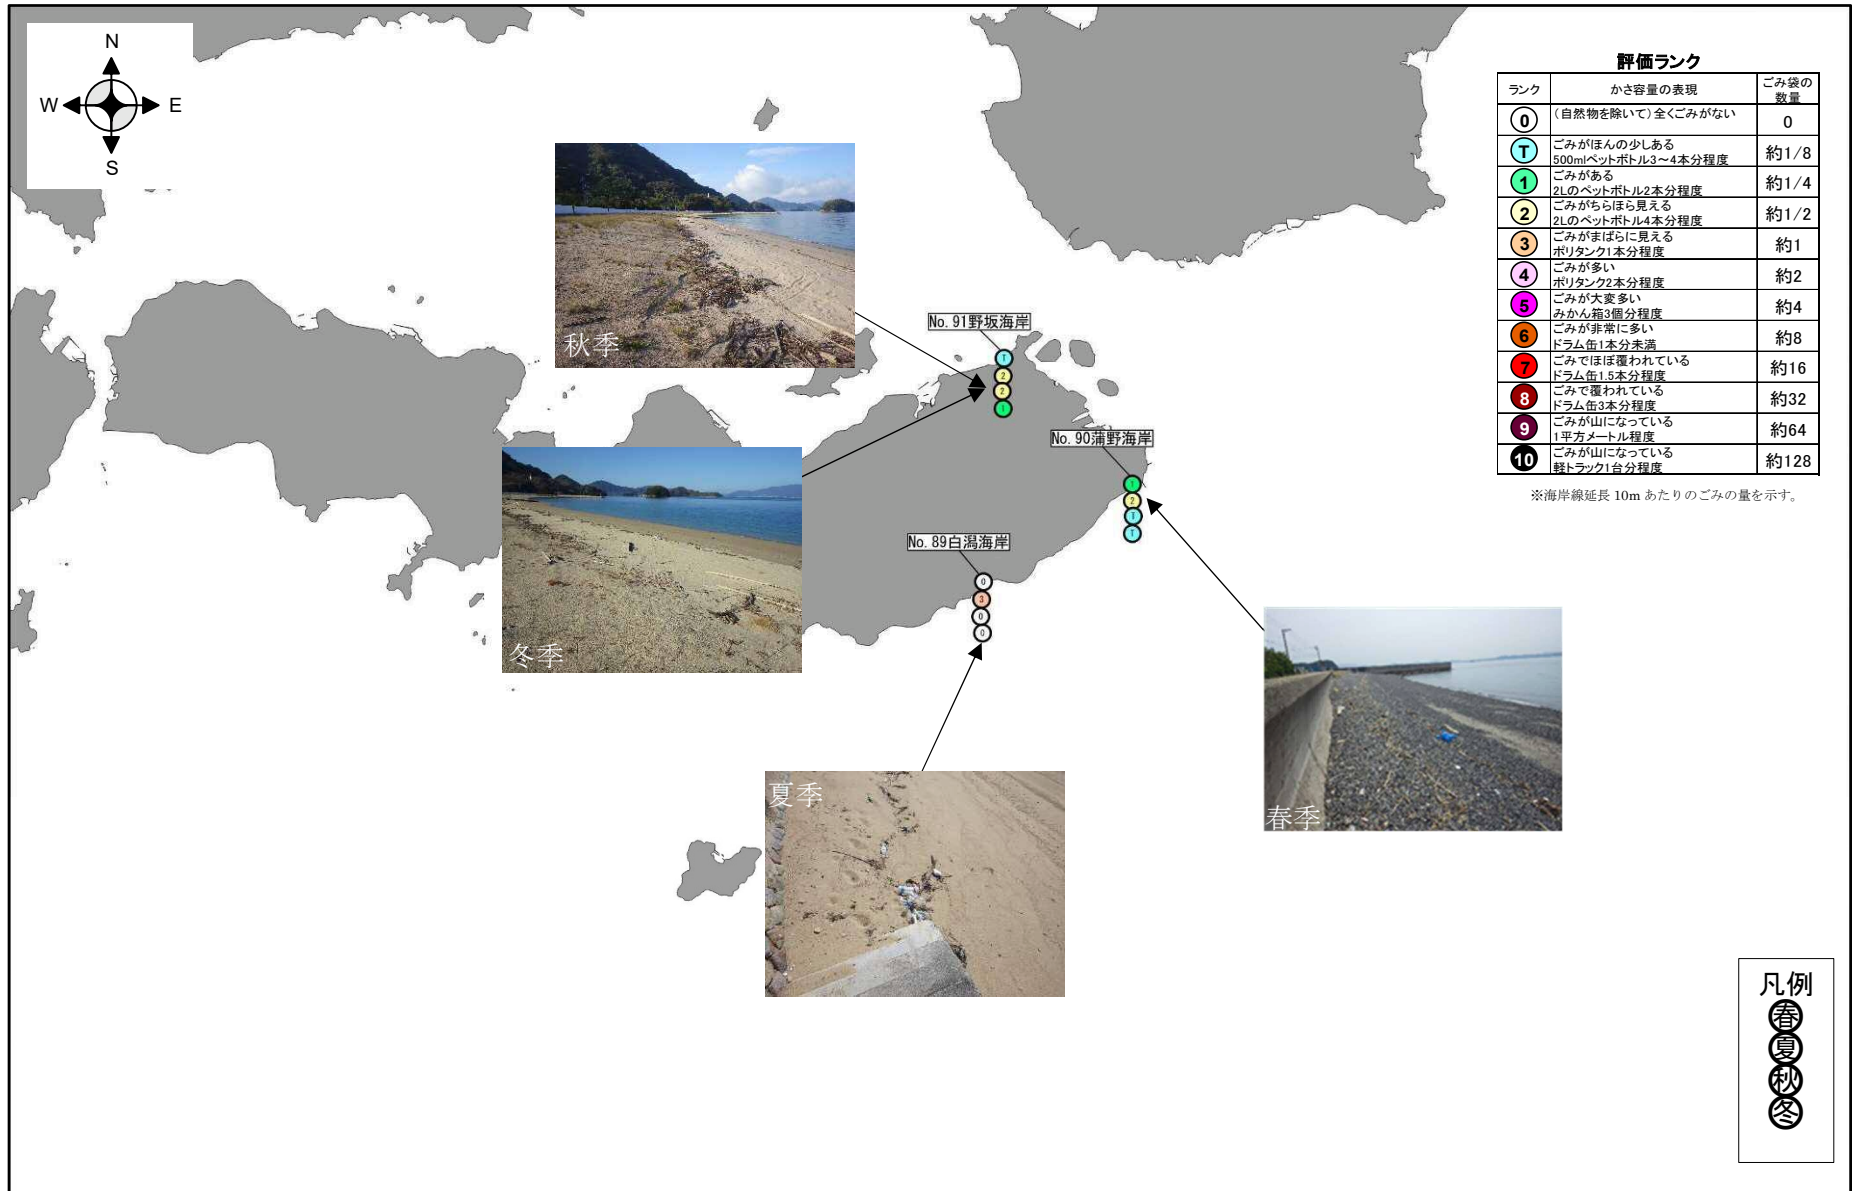 N
W E
S
評価ランク
ランク かさ容量の表現 ごみ袋の数量
0 (自然物を除いて)全くごみがない 0
T ごみがほんの少しある 500mlペットボトル3~4本分程度 約1/8
1 ごみがある 2Lのペットボトル2本分程度 約1/4
2 ごみがちらほら見える 2Lのペットボトル4本分程度 約1/2
3 ごみがまばらに見える ポリタンク1本分程度 約1
4 ごみが多い ポリタンク2本分程度 約2
5 ごみが大変多い みかん箱3個分程度 約4
6 ごみが非常に多い ドラム缶1本分未満 約8
7 ごみでほぼ覆われている ドラム缶1.5本分程度 約16
8 ごみで覆われている ドラム缶3本分程度 約32
9 ごみが山になっている 1平方メートル程度 約64
10 ごみが山になっている 軽トラック1台分程度 約128
※海岸線延長 10m あたりのごみの量を示す。
秋季
No.91野坂海岸
T
2
2
1
冬季
No.90蒲野海岸
1
2
T
T
No.89白潟海岸
0
3
0
0
春季
夏季
凡例
春
夏
秋
冬